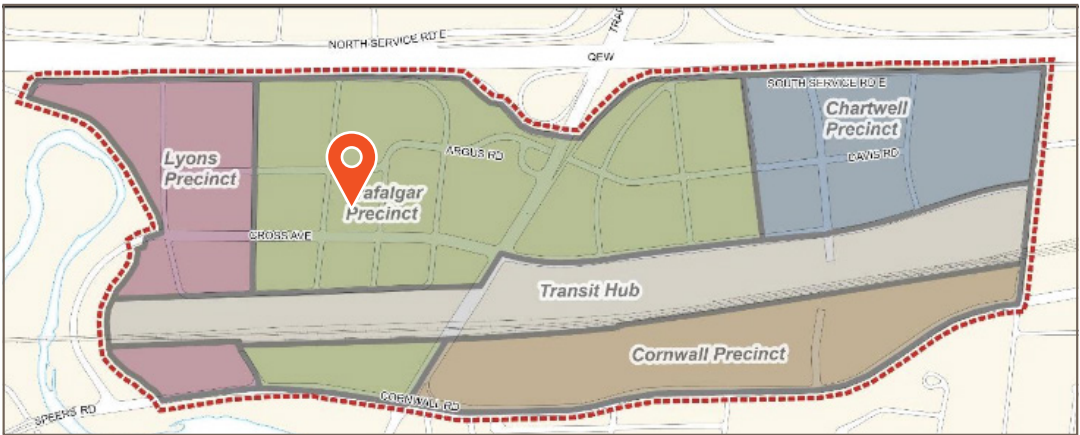 NORTH SERVICE RD E
QEW
SOUTH SERVICE RD E
Chartwell
Precinct
ARGUS RD
DAVIS RD
Lyons
Precinct
afalgar
Precinct
CROSS AVE
Transit Hub
Cornwall Precinct
CORNWALL RD
SPEERS RD
TRAF